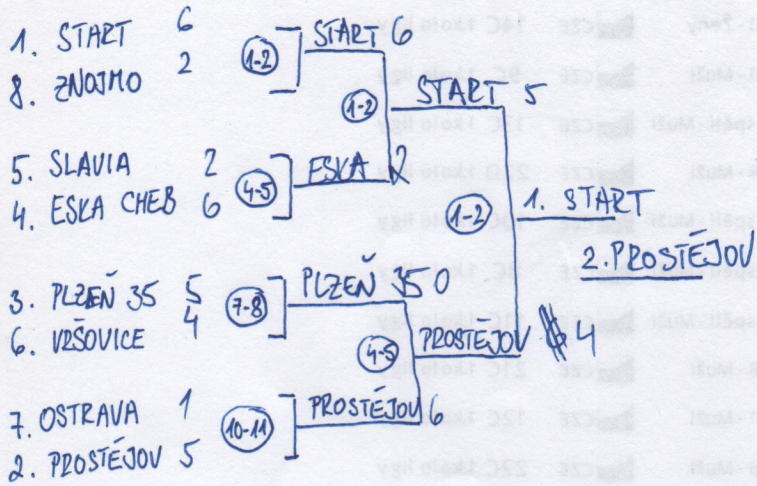 1. START 6
8. ZNOJMO 2
1-2
START 6
5. SLAVIA 2
4. ESKA CHEB 6
4-5
ESKA 2
1-2
START 5
3. PLZEŇ 35 5
6. VRŠOVICE 4
7-8
PLZEŇ 35 0
7. OSTRAVA 1
2. PROSTĚJOV 5
10-11
PROSTĚJOV 6
4-5
PROSTĚJOV 4
1-2
1. START
2. PROSTĚJOV